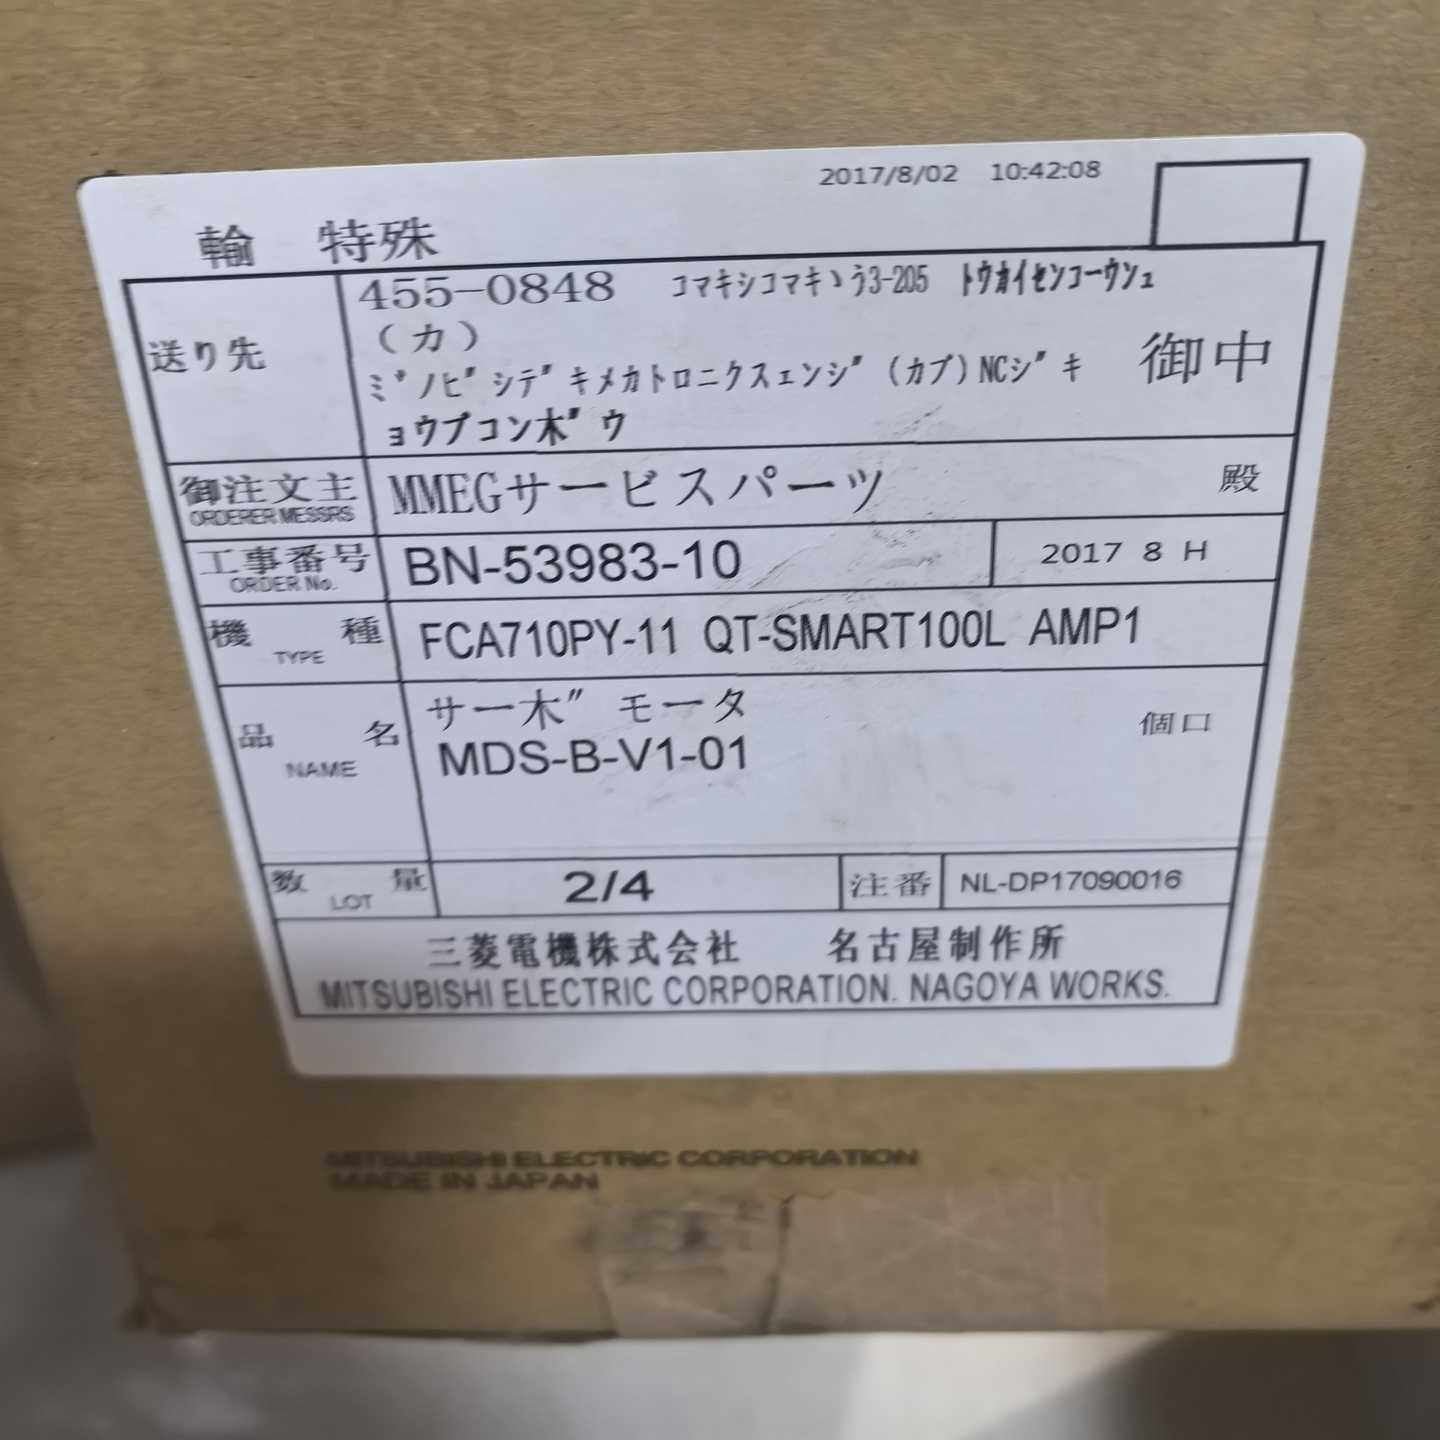 2017/8/02 10:42:08
輸 特殊
送り先
455-0848 コマキシコマキヽう3-205 トウカイセンコーウンユ
(カ)
ミﾞノビシデキメカトロニクスエンジ(カブ)NCジキ 御中
ョウブコン木ﾞウ
御注文主
ORDERER MESSRS
MMEGサービスパーツ 殿
工事番号
ORDER No.
BN-53983-10 2017 8 H
機種
TYPE
FCA710PY-11 QT-SMART100L AMP1
品名
NAME
サー木" モータ 個口
MDS-B-V1-01
数量
LOT
2/4 注番 NL-DP17090016
三菱電機株式会社 名古屋製作所
MITSUBISHI ELECTRIC CORPORATION. NAGOYA WORKS.
MITSUBISHI ELECTRIC CORPORATION
MADE IN JAPAN